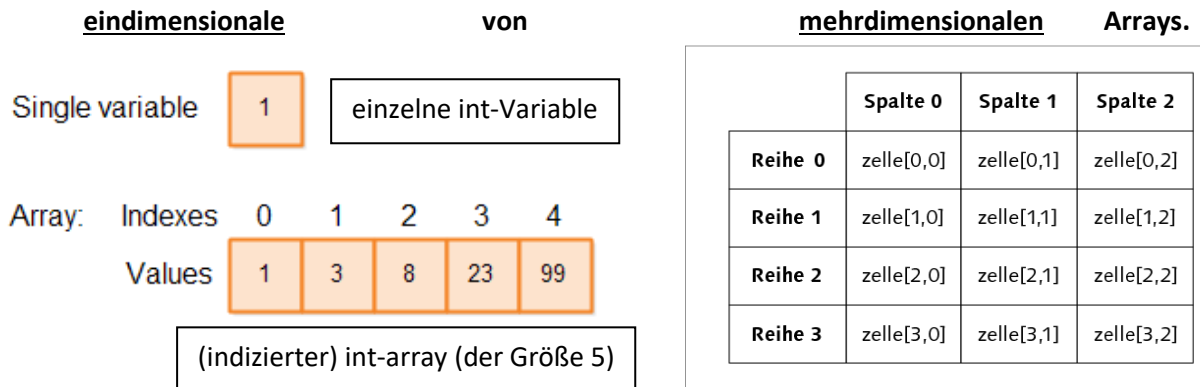 eindimensionale von mehrdimensionalen Arrays.
Single variable 1 einzelne int-Variable
Array: Indexes 0 1 2 3 4
Values 1 3 8 23 99
(indizierter) int-array (der Größe 5)
Spalte 0 Spalte 1 Spalte 2
Reihe 0 zelle[0,0] zelle[0,1] zelle[0,2]
Reihe 1 zelle[1,0] zelle[1,1] zelle[1,2]
Reihe 2 zelle[2,0] zelle[2,1] zelle[2,2]
Reihe 3 zelle[3,0] zelle[3,1] zelle[3,2]